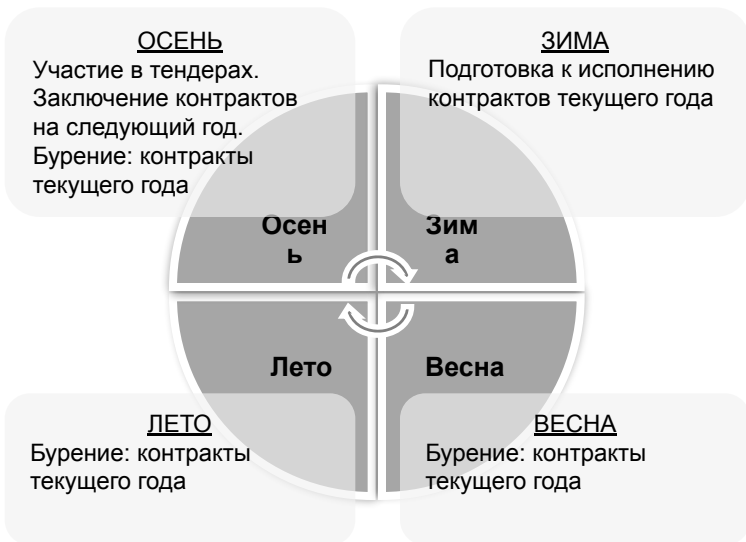 ОСЕНЬ
Участие в тендерах.
Заключение контрактов
на следующий год.
Бурение: контракты
текущего года
ЗИМА
Подготовка к исполнению
контрактов текущего года
Осен
ь
Зим
а
Лето
Весна
ЛЕТО
Бурение: контракты
текущего года
ВЕСНА
Бурение: контракты
текущего года